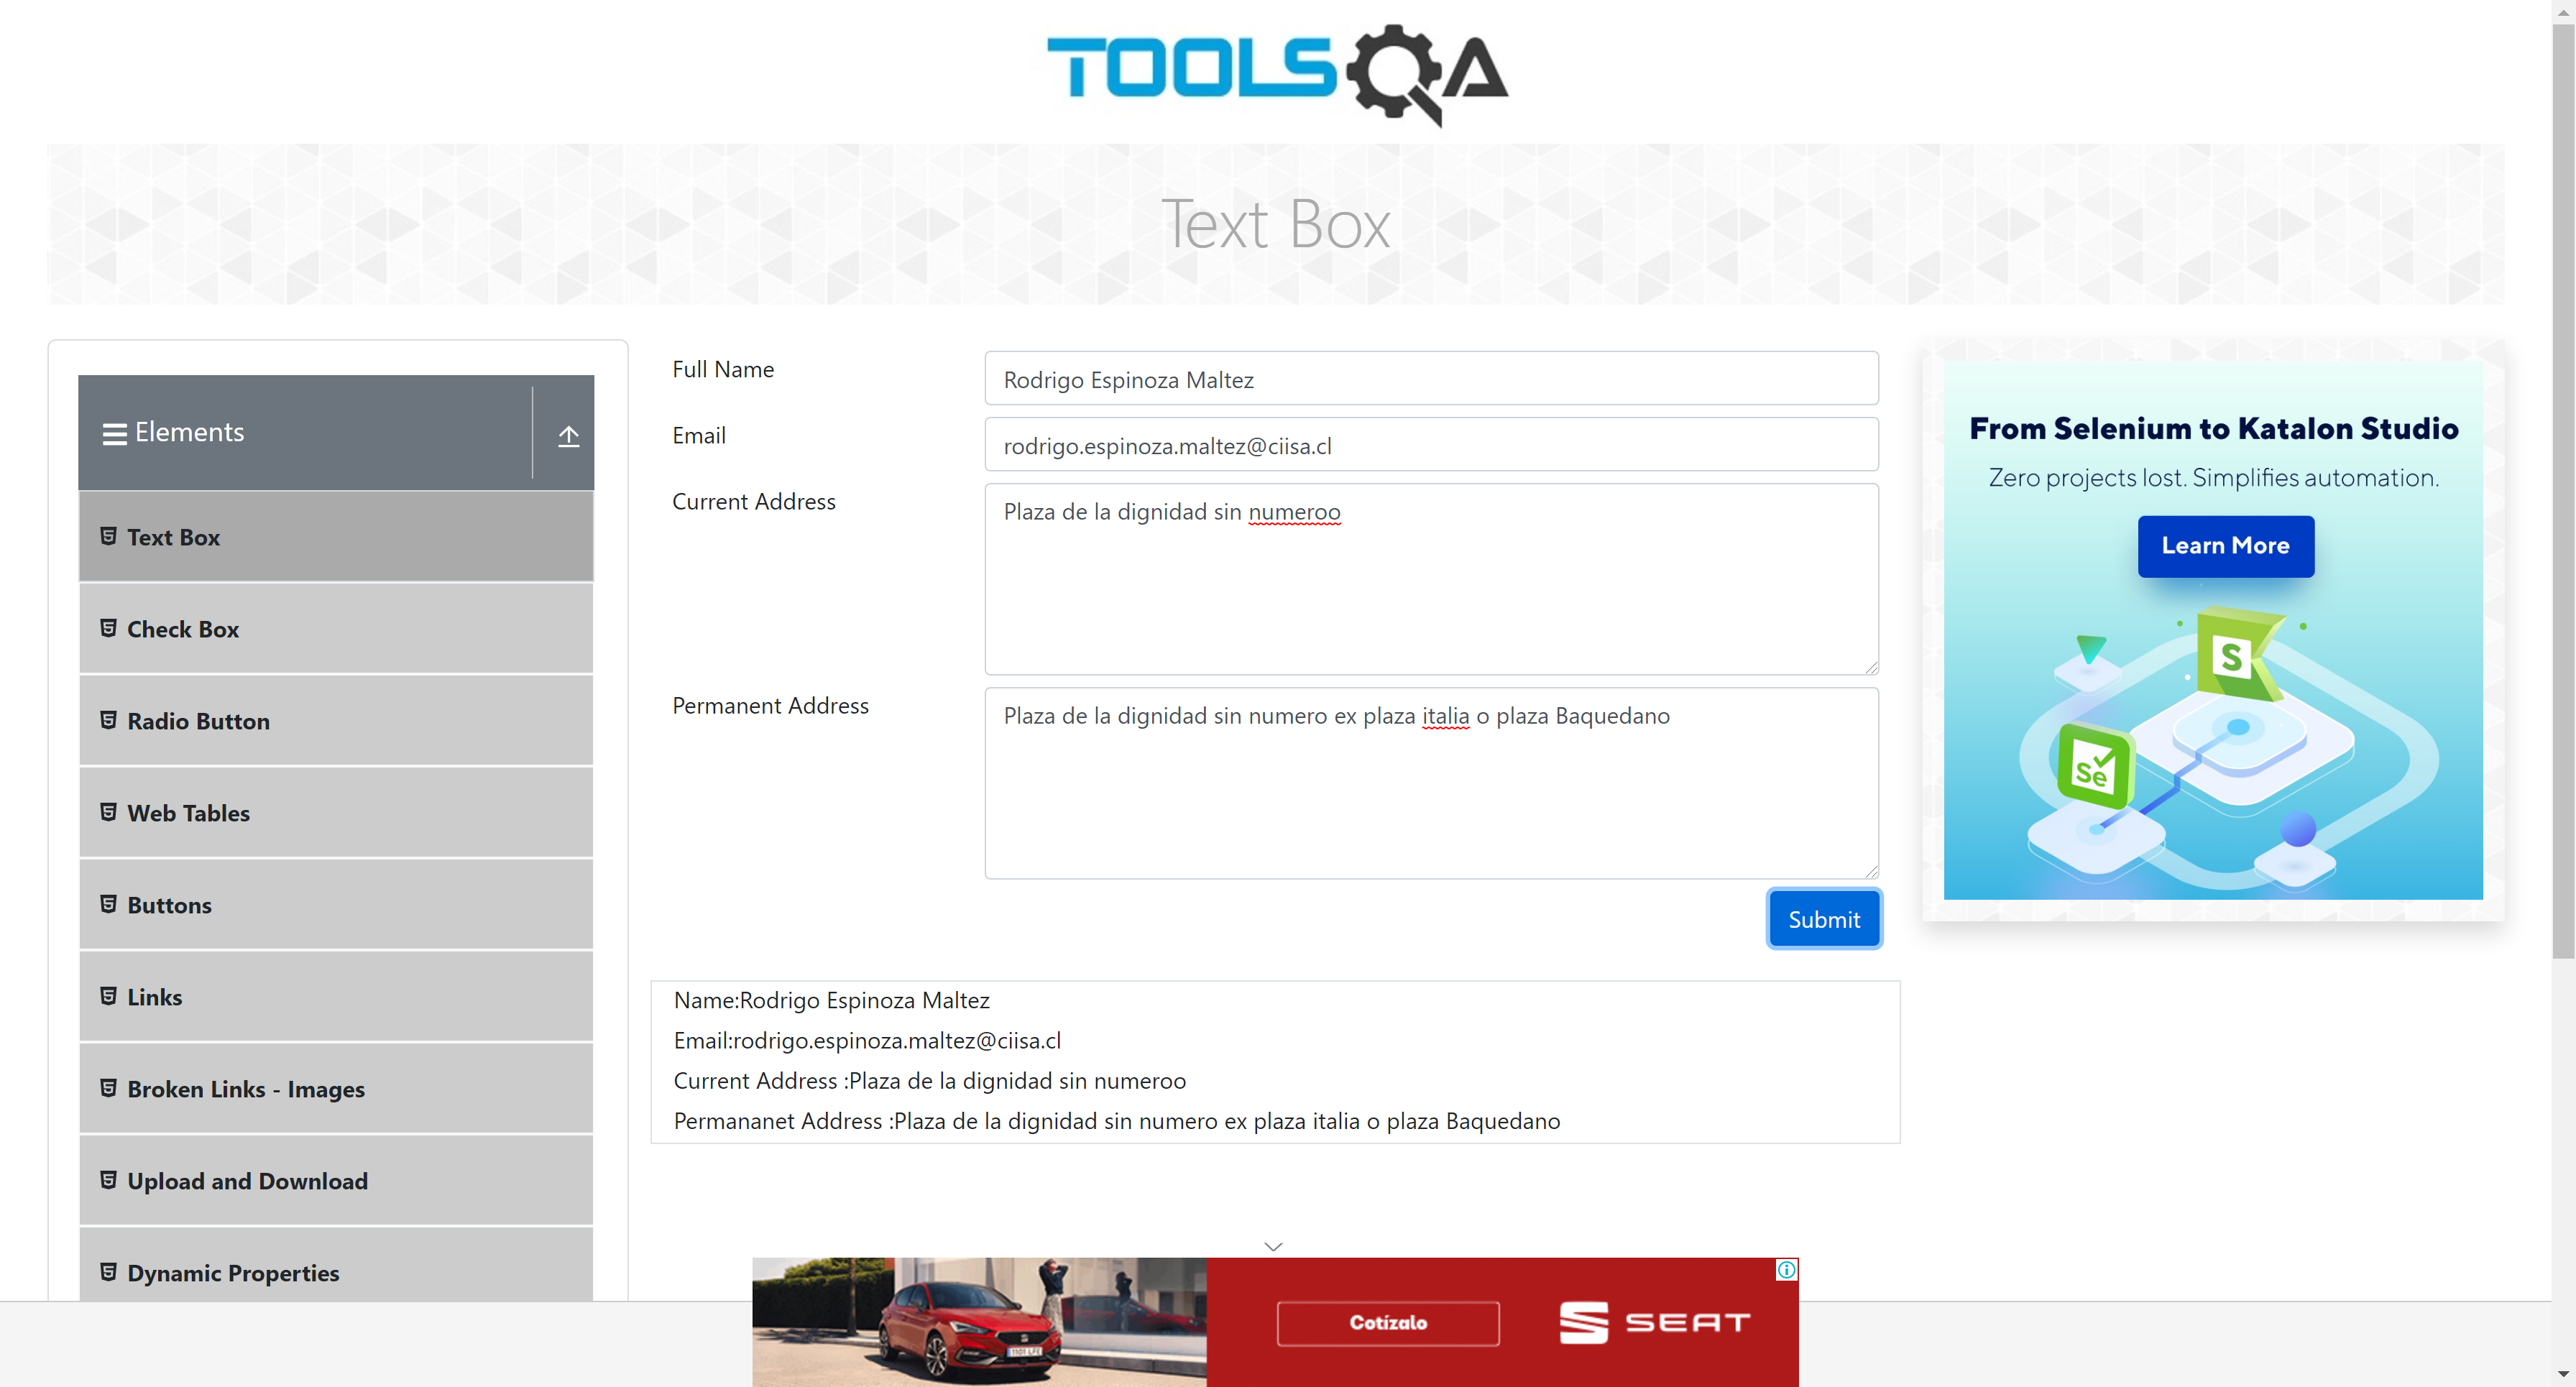 TOOLSQA
Text Box
Elements
Text Box
Check Box
Radio Button
Web Tables
Buttons
Links
Broken Links - Images
Upload and Download
Dynamic Properties
Full Name
Rodrigo Espinoza Maltez
Email
rodrigo.espinoza.maltez@ciisa.cl
Current Address
Plaza de la dignidad sin numeroo
Permanent Address
Plaza de la dignidad sin numero ex plaza italia o plaza Baquedano
Submit
Name:Rodrigo Espinoza Maltez
Email:rodrigo.espinoza.maltez@ciisa.cl
Current Address :Plaza de la dignidad sin numeroo
Permananet Address :Plaza de la dignidad sin numero ex plaza italia o plaza Baquedano
From Selenium to Katalon Studio
Zero projects lost. Simplifies automation.
Learn More
S
Se
Cotízalo
SEAT